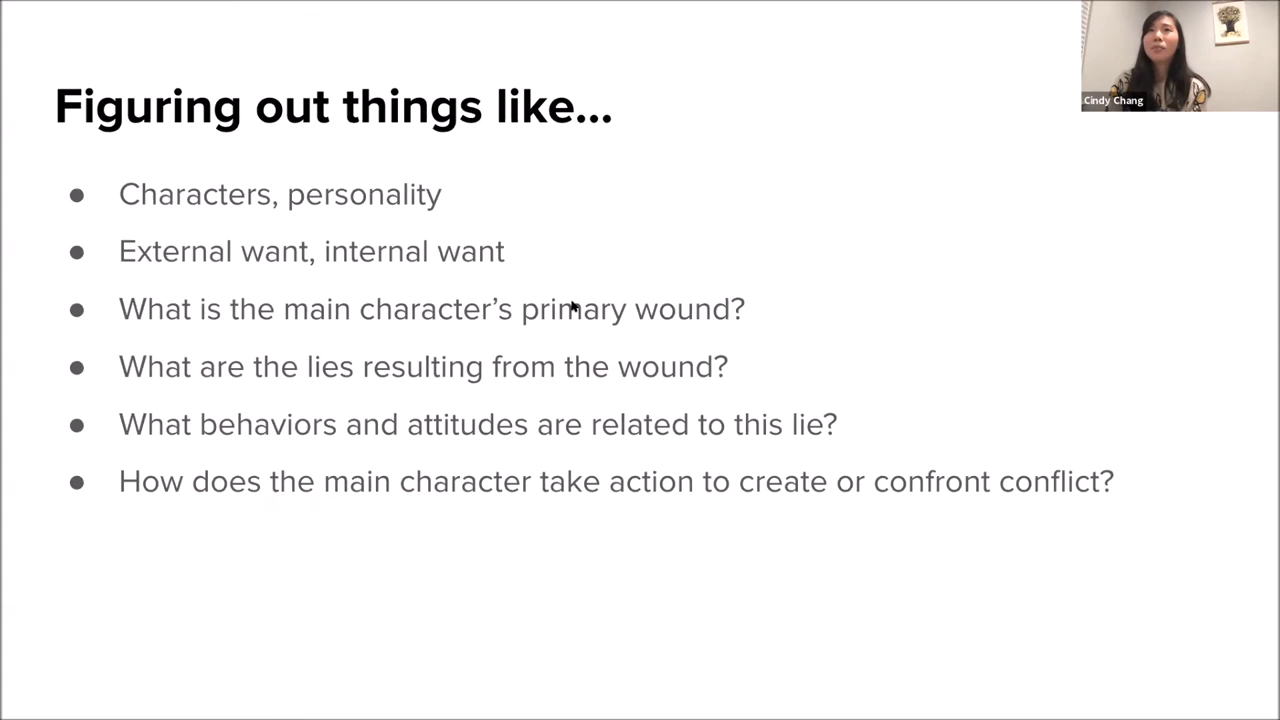 Figuring out things like...
● Characters, personality
● External want, internal want
● What is the main character’s primary wound?
● What are the lies resulting from the wound?
● What behaviors and attitudes are related to this lie?
● How does the main character take action to create or confront conflict?
Cindy Chang